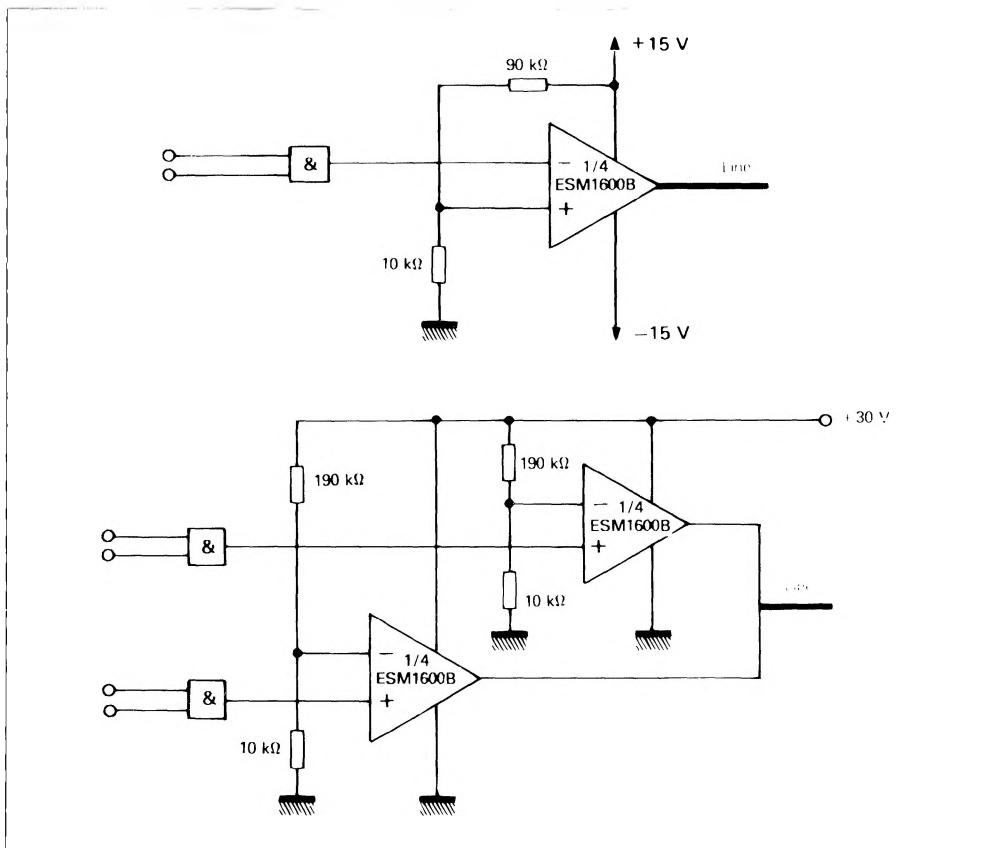 +15 V
90 kΩ
&
−
1/4
ESM1600B
Line
+
10 kΩ
−15 V
+30 V
190 kΩ
190 kΩ
−
1/4
ESM1600B
&
+
10 kΩ
−
1/4
ESM1600B
&
+
10 kΩ